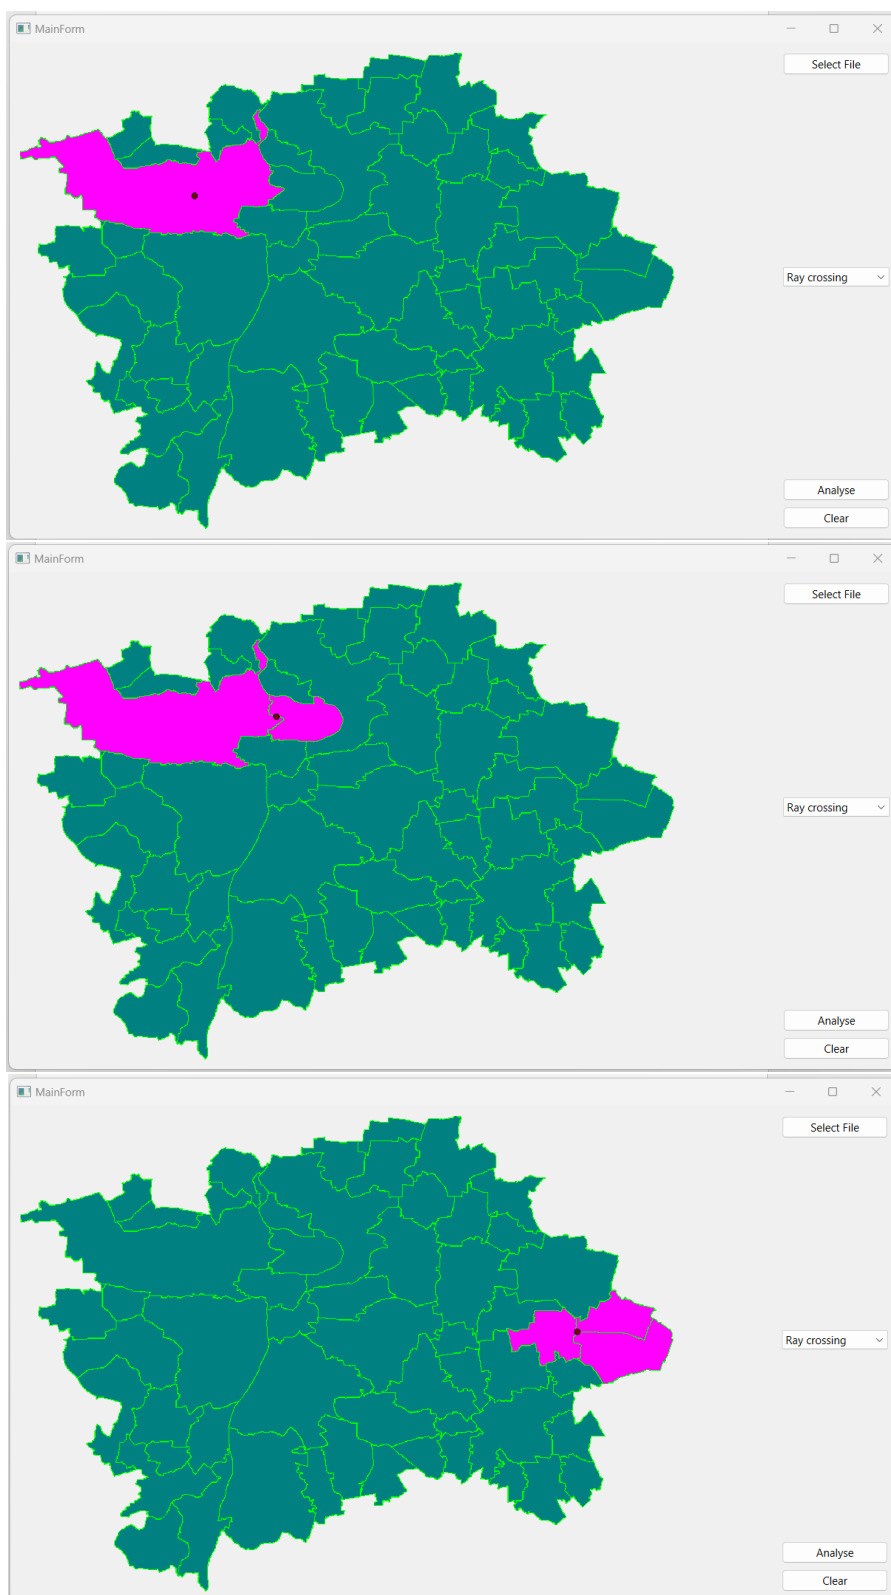 MainForm
Select File
Ray crossing
Analyse
Clear
MainForm
Select File
Ray crossing
Analyse
Clear
MainForm
Select File
Ray crossing
Analyse
Clear